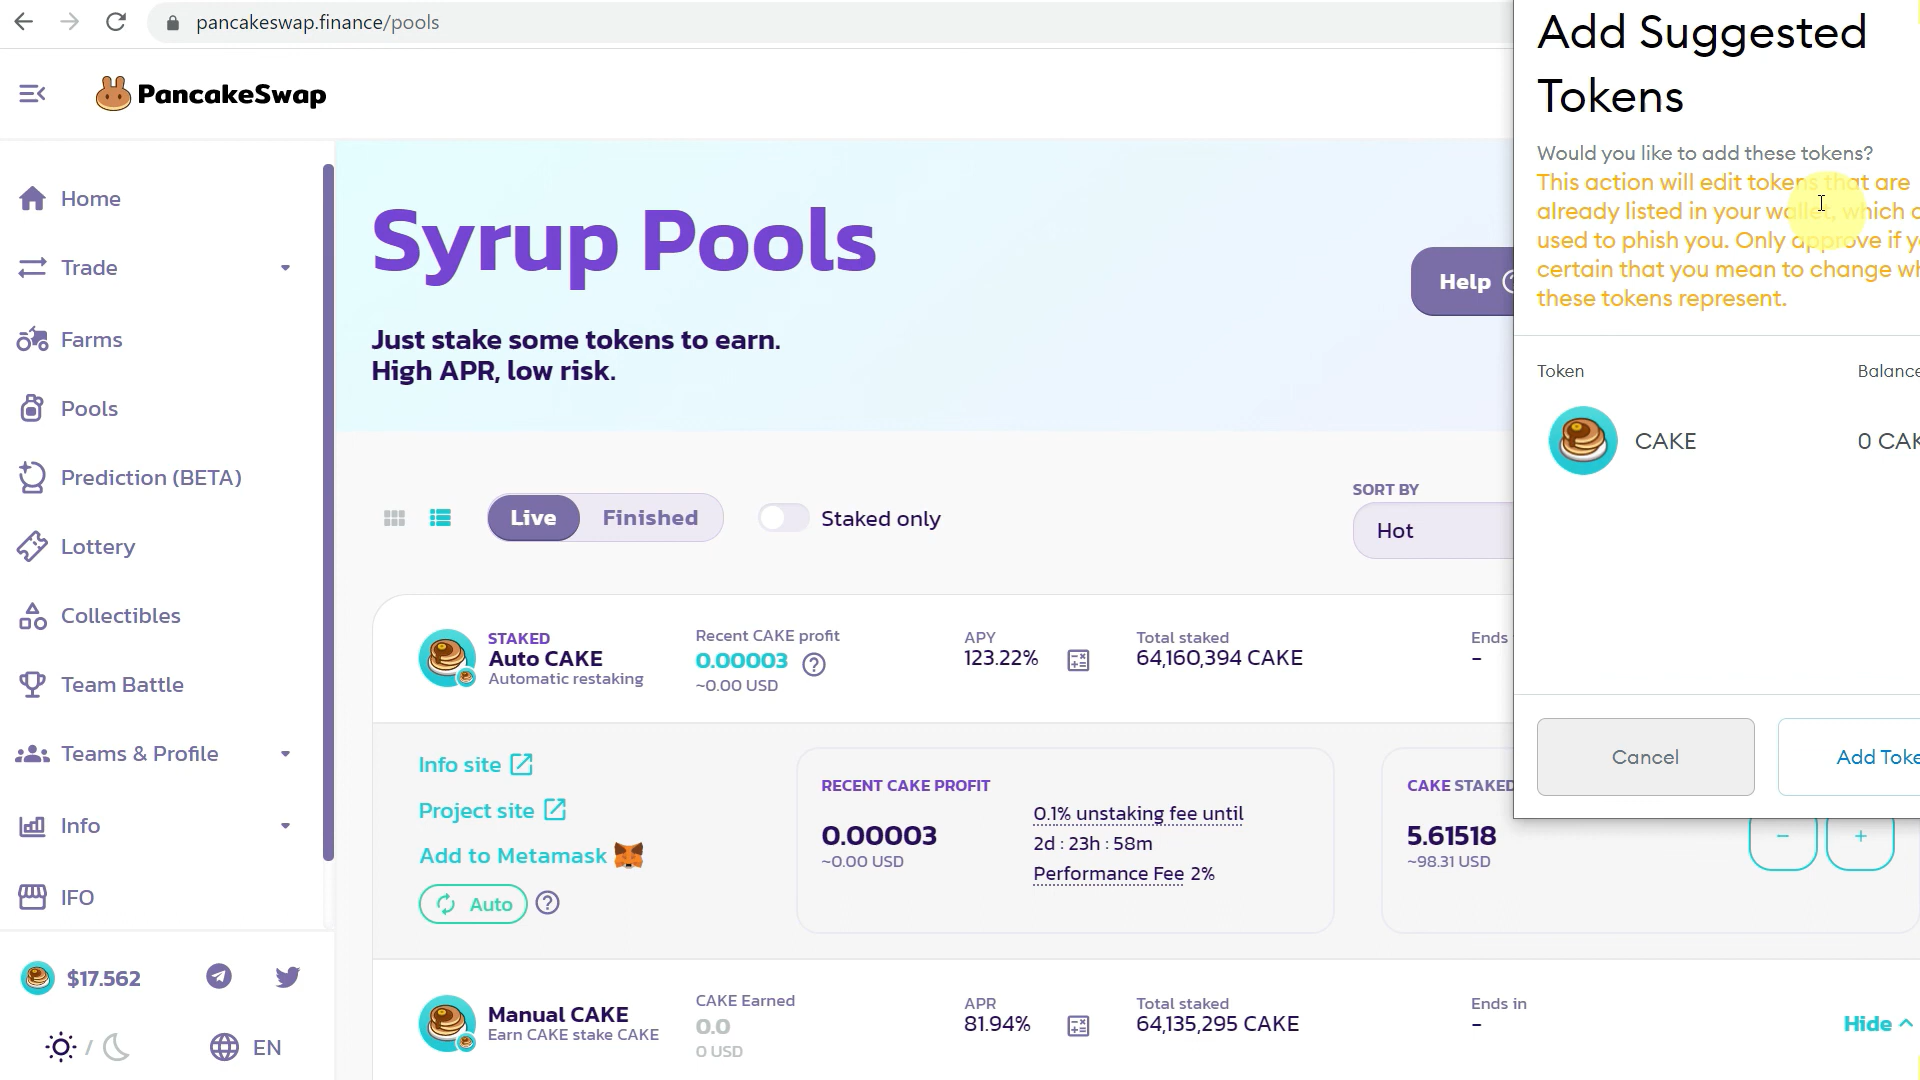 pancakeswap.finance/pools
PancakeSwap
Home
Trade
Farms
Pools
Prediction (BETA)
Lottery
Collectibles
Team Battle
Teams & Profile
Info
IFO
$17.562
/
EN
Syrup Pools
Just stake some tokens to earn.
High APR, low risk.
Help
Live
Finished
Staked only
SORT BY
Hot
STAKED
Auto CAKE
Automatic restaking
Recent CAKE profit
0.00003
~0.00 USD
APY
123.22%
Total staked
64,160,394 CAKE
Ends
-
Info site
Project site
Add to Metamask
Auto
RECENT CAKE PROFIT
0.00003
~0.00 USD
0.1% unstaking fee until
2d : 23h : 58m
Performance Fee 2%
CAKE STAKED
5.61518
~98.31 USD
-
+
Manual CAKE
Earn CAKE stake CAKE
CAKE Earned
0.0
0 USD
APR
81.94%
Total staked
64,135,295 CAKE
Ends in
-
Hide
Add Suggested
Tokens
Would you like to add these tokens?
This action will edit tokens that are
already listed in your wallet, which
used to phish you. Only approve if
certain that you mean to change
these tokens represent.
Token
Balance
CAKE
0
Cancel
Add